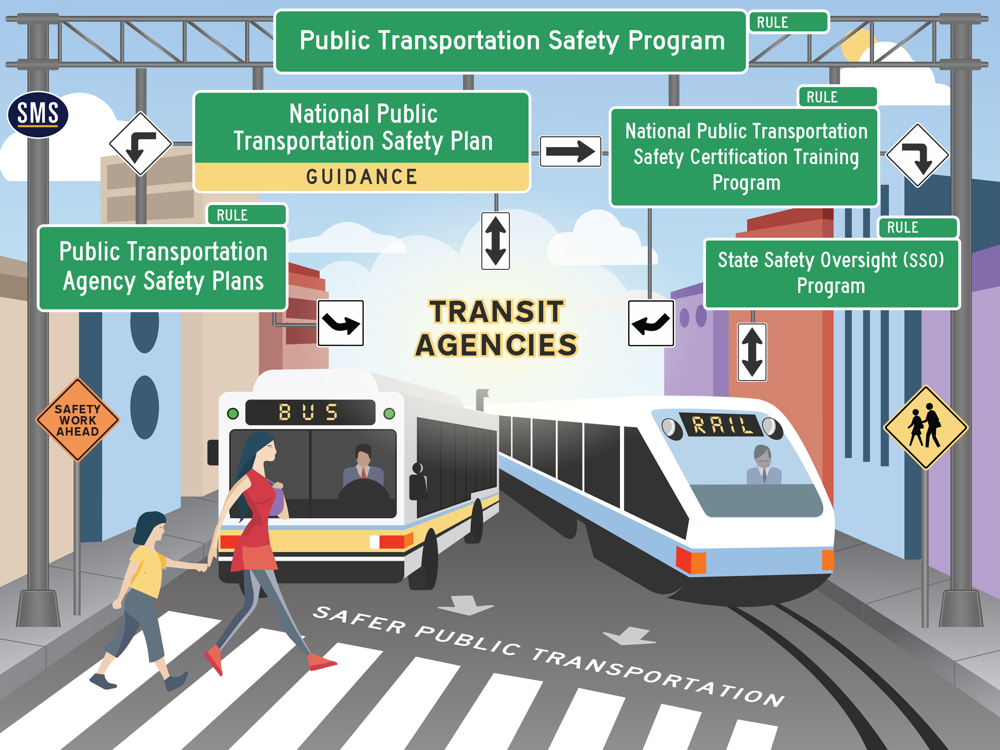 Public Transportation Safety Program
RULE
SMS
National Public
Transportation Safety Plan
GUIDANCE
RULE
National Public Transportation
Safety Certification Training
Program
RULE
Public Transportation
Agency Safety Plans
RULE
State Safety Oversight (SSO)
Program
TRANSIT
AGENCIES
SAFETY
WORK
AHEAD
BUS
RAIL
SAFER PUBLIC TRANSPORTATION